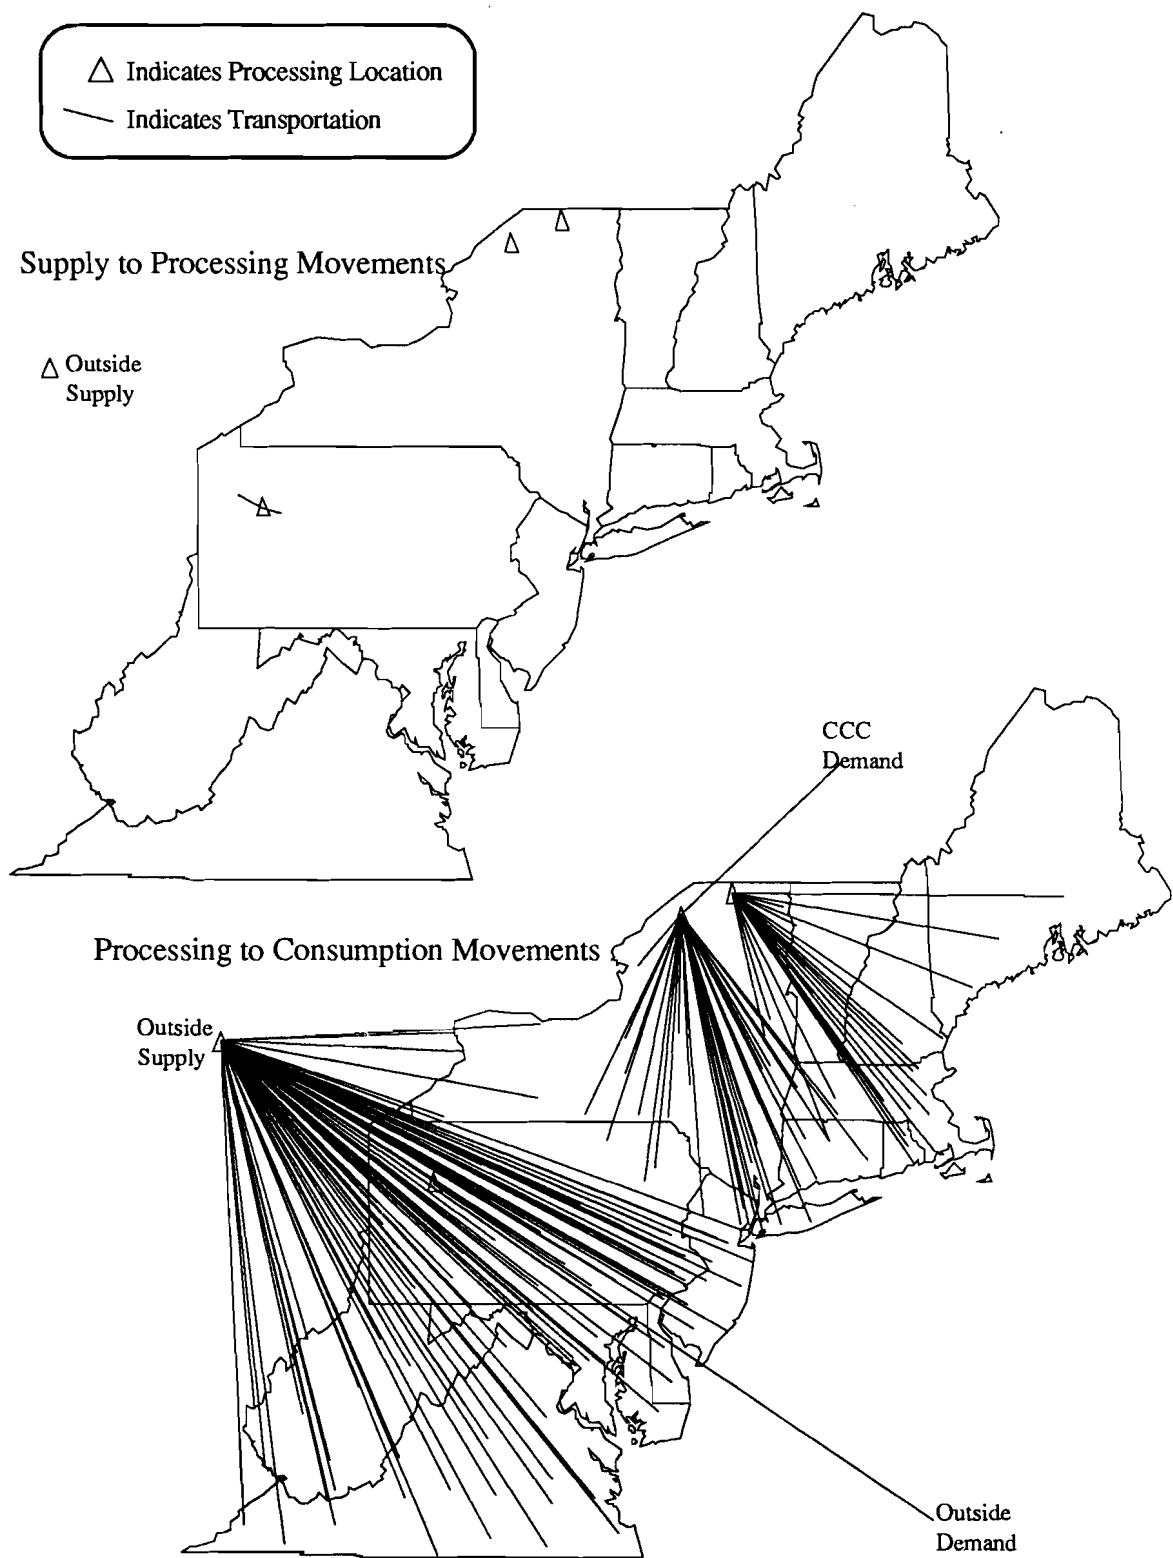 Indicates Processing Location
Indicates Transportation
Supply to Processing Movements
Outside
Supply
CCC
Demand
Processing to Consumption Movements
Outside
Supply
Outside
Demand